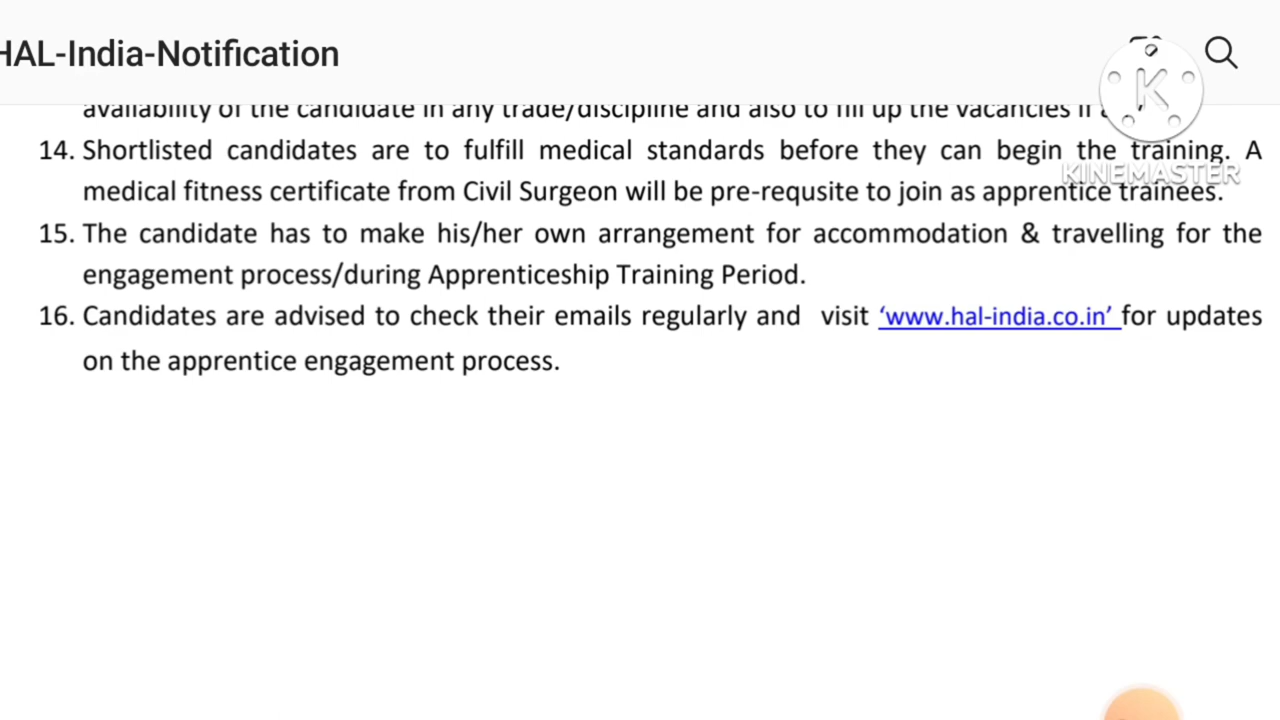 HAL-India-Notification
availability of the candidate in any trade/discipline and also to fill up the vacancies if
14. Shortlisted candidates are to fulfill medical standards before they can begin the training. A
medical fitness certificate from Civil Surgeon will be pre-requsite to join as apprentice trainees.
15. The candidate has to make his/her own arrangement for accommodation & travelling for the
engagement process/during Apprenticeship Training Period.
16. Candidates are advised to check their emails regularly and visit ‘www.hal-india.co.in’ for updates
on the apprentice engagement process.
K
KINEMASTER